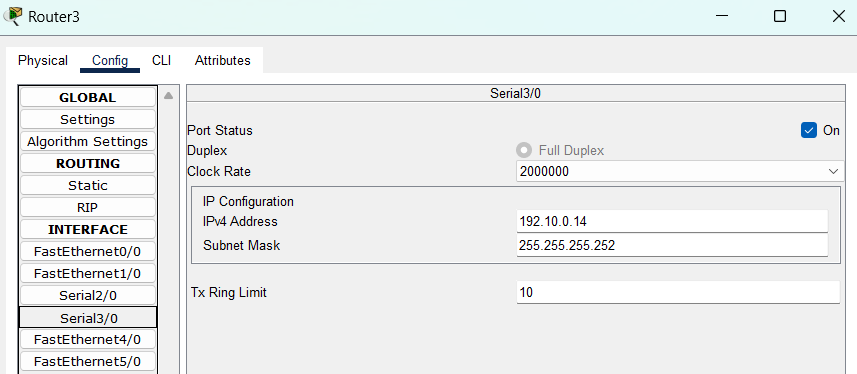 Router3
Physical Config CLI Attributes
GLOBAL
Settings
Algorithm Settings
ROUTING
Static
RIP
INTERFACE
FastEthernet0/0
FastEthernet1/0
Serial2/0
Serial3/0
FastEthernet4/0
FastEthernet5/0
Serial3/0
Port Status On
Duplex Full Duplex
Clock Rate 2000000
IP Configuration
IPv4 Address 192.10.0.14
Subnet Mask 255.255.255.252
Tx Ring Limit 10